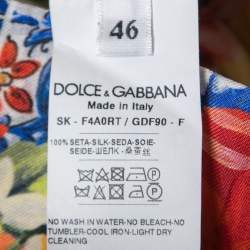 46
DOLCE & GABBANA
Made in Italy
SK - F4A0RT / GDF90 - F
100% SETA-SILK-SEDA-SOIE-
SEIDE-ШЕЛК - 桑蚕丝
NO WASH IN WATER-NO BLEACH-NO
TUMBLER-COOL IRON-LIGHT DRY
CLEANING